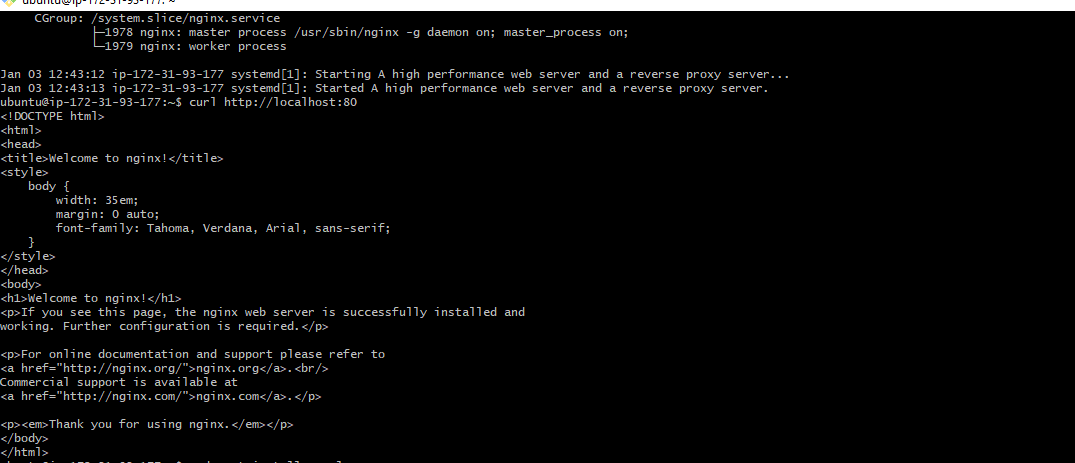 ubuntu@ip-172-31-93-177: ~
CGroup: /system.slice/nginx.service
├─1978 nginx: master process /usr/sbin/nginx -g daemon on; master_process on;
└─1979 nginx: worker process
Jan 03 12:43:12 ip-172-31-93-177 systemd[1]: Starting A high performance web server and a reverse proxy server...
Jan 03 12:43:13 ip-172-31-93-177 systemd[1]: Started A high performance web server and a reverse proxy server.
ubuntu@ip-172-31-93-177:~$ curl http://localhost:80
<!DOCTYPE html>
<html>
<head>
<title>Welcome to nginx!</title>
<style>
    body {
        width: 35em;
        margin: 0 auto;
        font-family: Tahoma, Verdana, Arial, sans-serif;
    }
</style>
</head>
<body>
<h1>Welcome to nginx!</h1>
<p>If you see this page, the nginx web server is successfully installed and
working. Further configuration is required.</p>
<p>For online documentation and support please refer to
<a href="http://nginx.org/">nginx.org</a>.<br/>
Commercial support is available at
<a href="http://nginx.com/">nginx.com</a>.</p>
<p><em>Thank you for using nginx.</em></p>
</body>
</html>